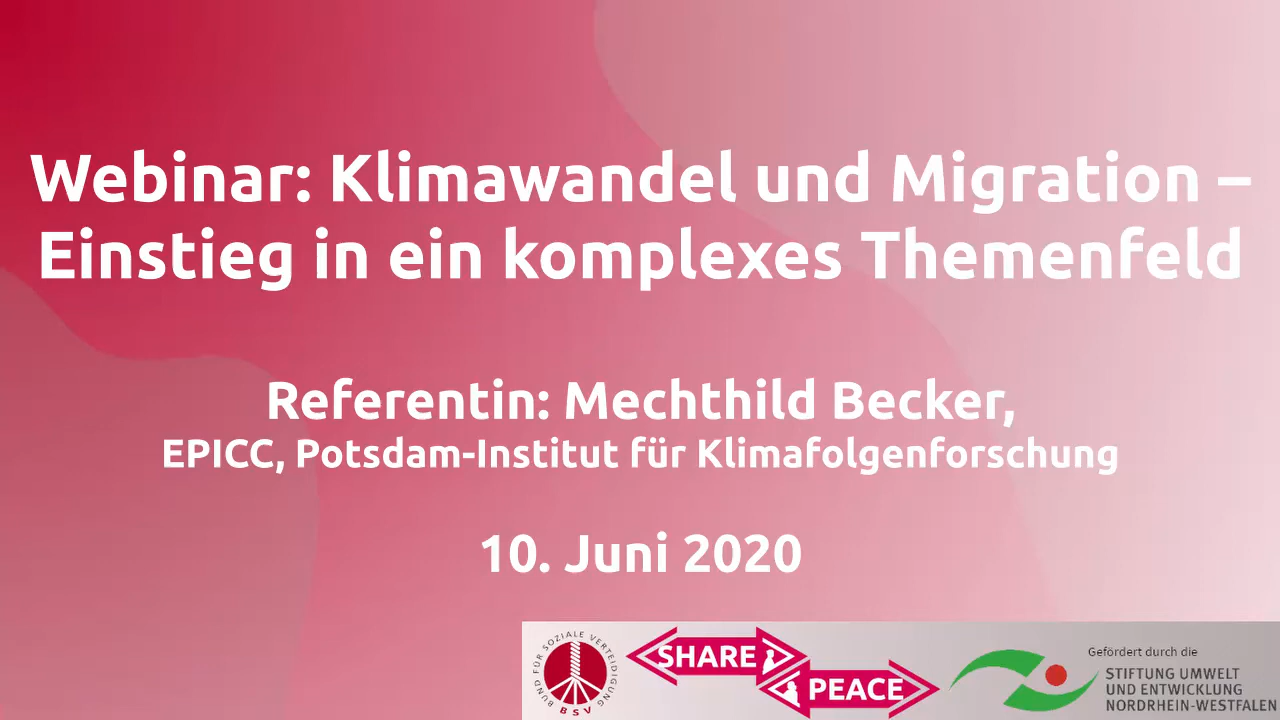 Webinar: Klimawandel und Migration –
Einstieg in ein komplexes Themenfeld
Referentin: Mechthild Becker,
EPICC, Potsdam-Institut für Klimafolgenforschung
10. Juni 2020
BUND FÜR SOZIALE VERTEIDIGUNG
BSV
SHARE
PEACE
Gefördert durch die
STIFTUNG UMWELT
UND ENTWICKLUNG
NORDRHEIN-WESTFALEN